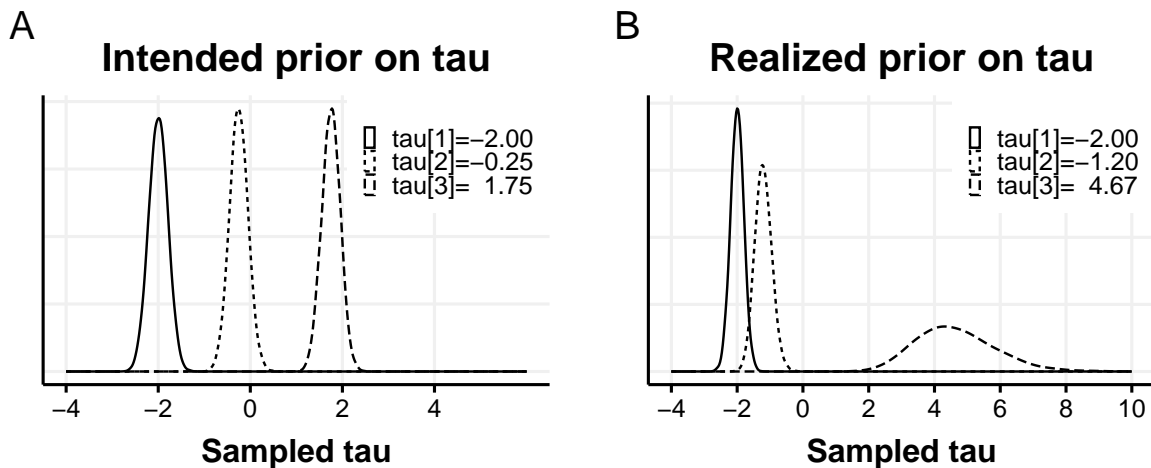 A
Intended prior on tau
tau[1]=−2.00
tau[2]=−0.25
tau[3]= 1.75
−4 −2 0 2 4
Sampled tau
B
Realized prior on tau
tau[1]=−2.00
tau[2]=−1.20
tau[3]= 4.67
−4 −2 0 2 4 6 8 10
Sampled tau